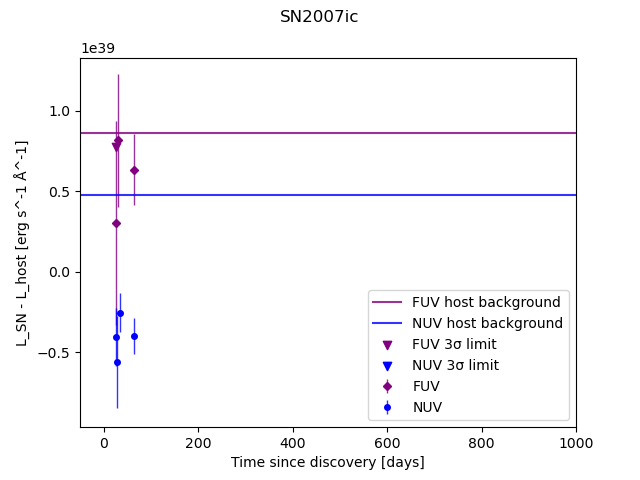 SN2007ic
1e39
1.0
0.5
0.0
−0.5
L_SN - L_host [erg s^-1 Å^-1]
FUV host background
NUV host background
FUV 3σ limit
NUV 3σ limit
FUV
NUV
0 200 400 600 800 1000
Time since discovery [days]